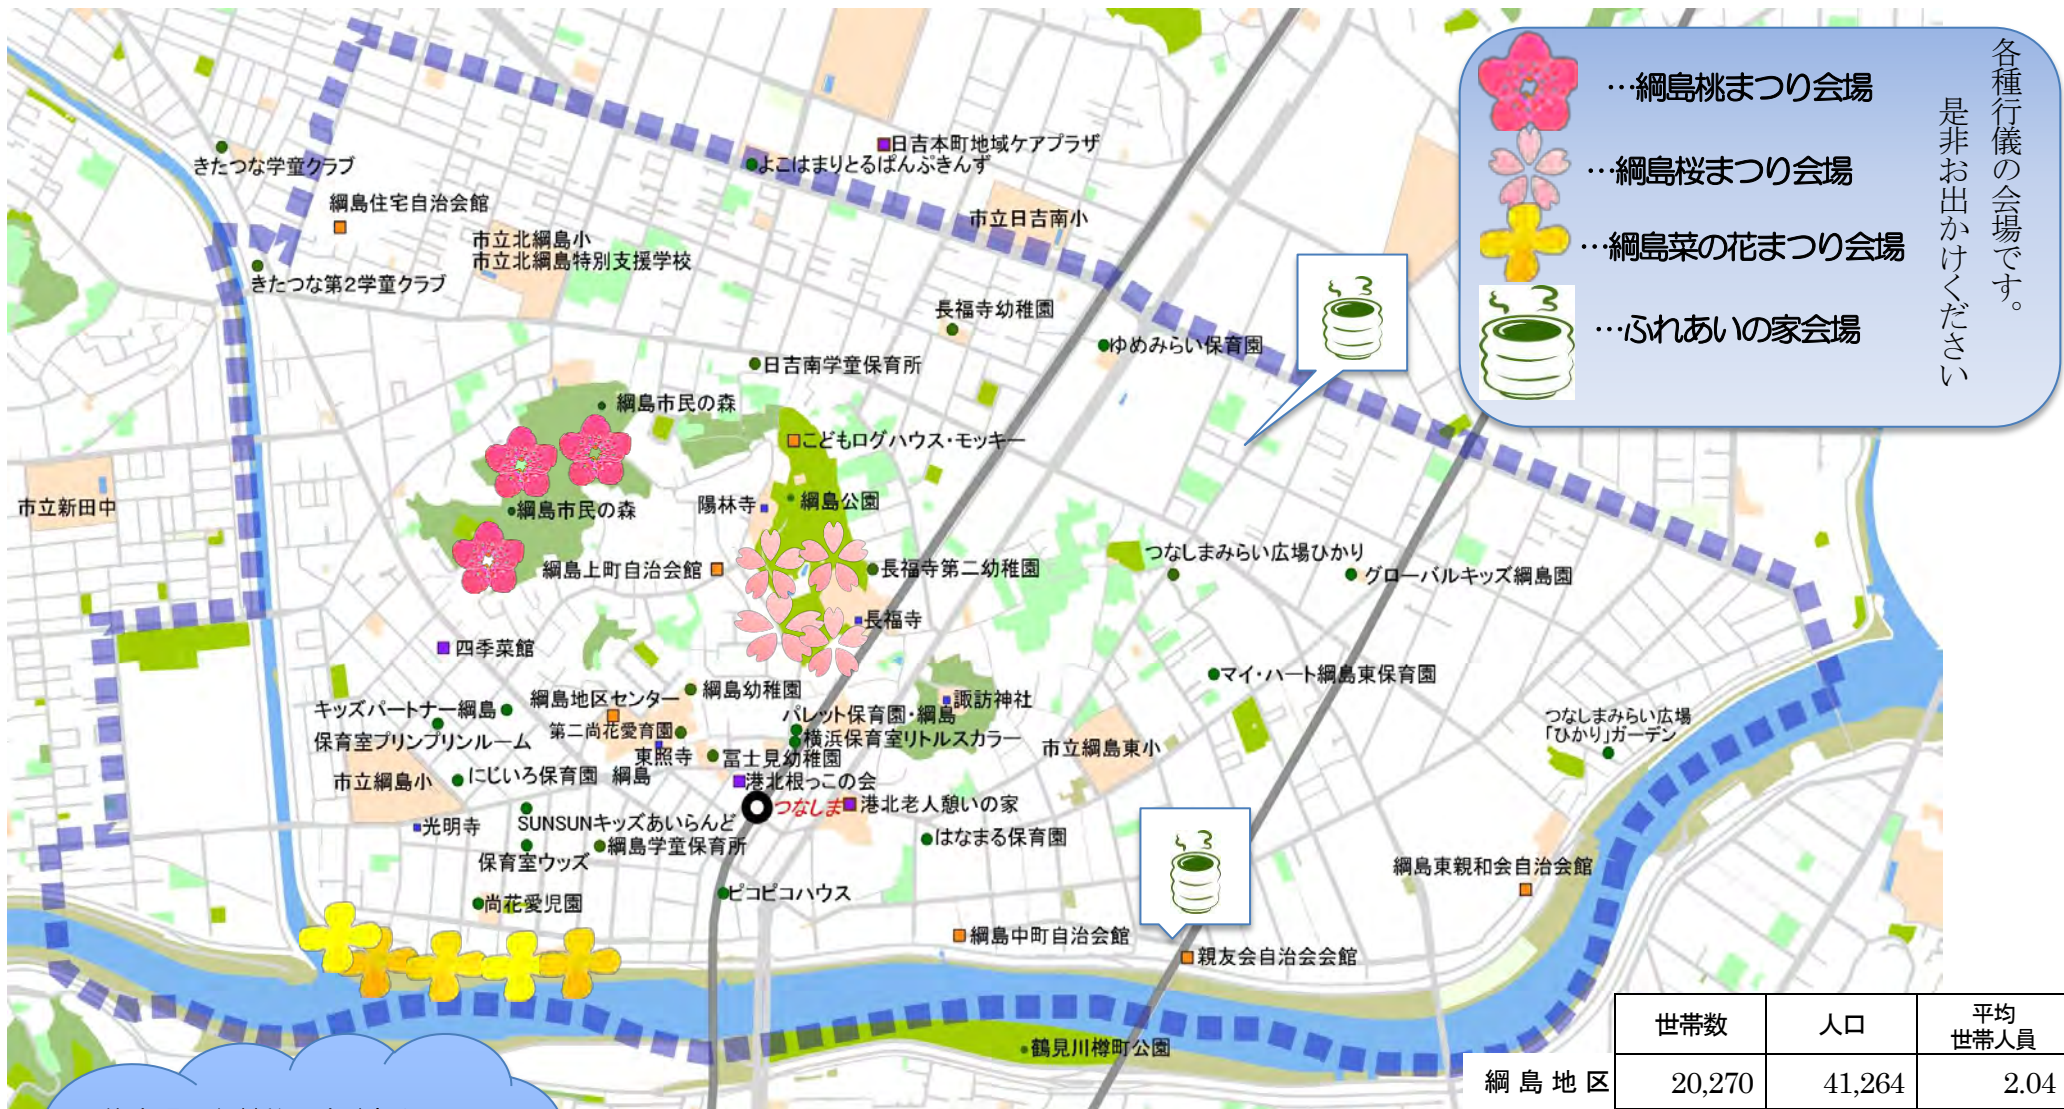 各種行儀の会場です。
是非お出かけください
…綱島桃まつり会場
…綱島桜まつり会場
…綱島菜の花まつり会場
…ふれあいの家会場
きたつな学童クラブ
日吉本町地域ケアプラザ
よこはまりとるぱんぷきんず
綱島住宅自治会館
市立日吉南小
市立北綱島小
市立北綱島特別支援学校
きたつな第2学童クラブ
長福寺幼稚園
ゆめみらい保育園
日吉南学童保育所
綱島市民の森
こどもログハウス・モッキー
市立新田中
綱島市民の森
陽林寺
綱島公園
綱島上町自治会館
長福寺第二幼稚園
つなしまみらい広場ひかり
グローバルキッズ綱島園
長福寺
四季菜館
マイ・ハート綱島東保育園
綱島地区センター
綱島幼稚園
諏訪神社
キッズパートナー綱島
パレット保育園・綱島
つなしまみらい広場
「ひかり」ガーデン
第二尚花愛育園
横浜保育室リトルスカラー
保育室プリンプリンルーム
東照寺
冨士見幼稚園
市立綱島東小
市立綱島小
にじいろ保育園 綱島
港北根っこの会
つなしま
港北老人憩いの家
光明寺
SUNSUNキッズあいらんど
綱島学童保育所
はなまる保育園
保育室ウッズ
綱島東親和会自治会館
尚花愛児園
ピコピコハウス
綱島中町自治会館
親友会自治会会館
鶴見川樽町公園
世帯数 人口 平均
世帯人員
綱島地区 20,270 41,264 2.04